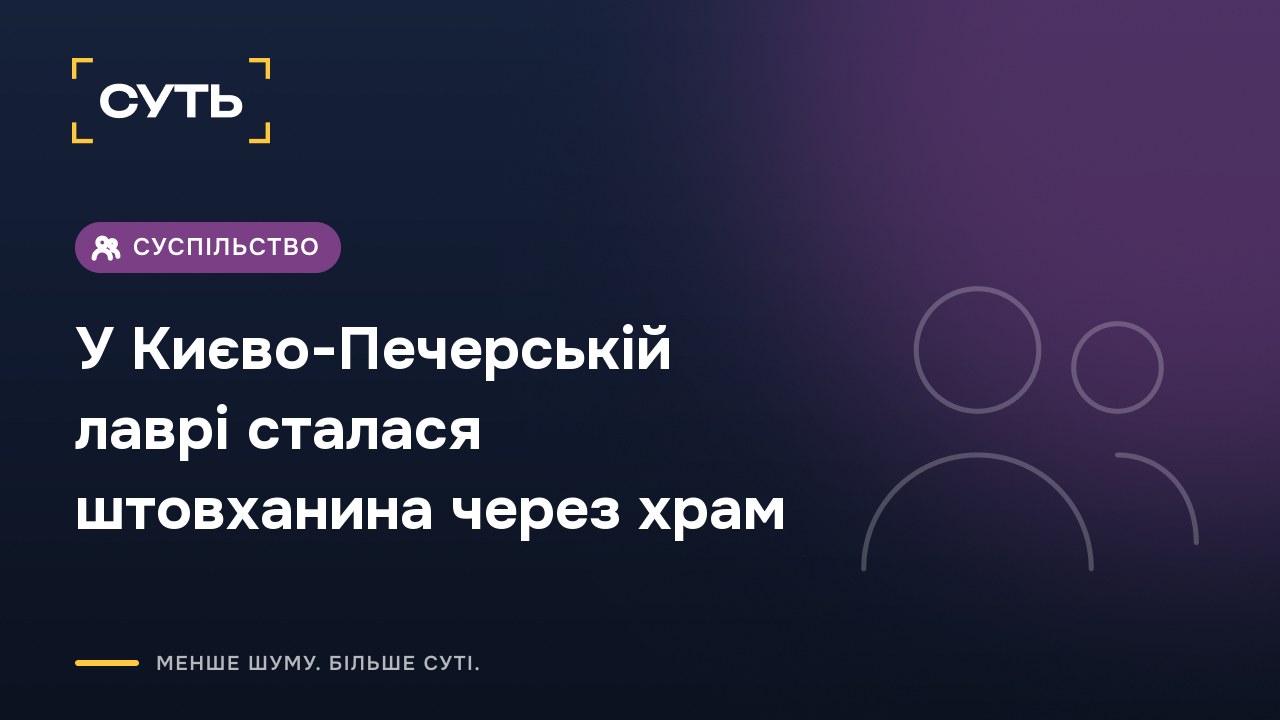 СУТЬ
СУСПІЛЬСТВО
У Києво-Печерській
лаврі сталася
штовханина через храм
МЕНШЕ ШУМУ. БІЛЬШЕ СУТІ.